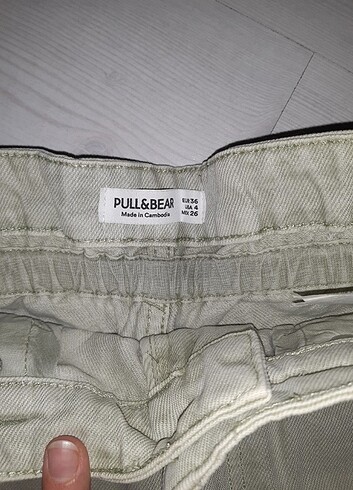 PULL&BEAR
Made in Cambodia
EUR 36
USA 4
MEX 26